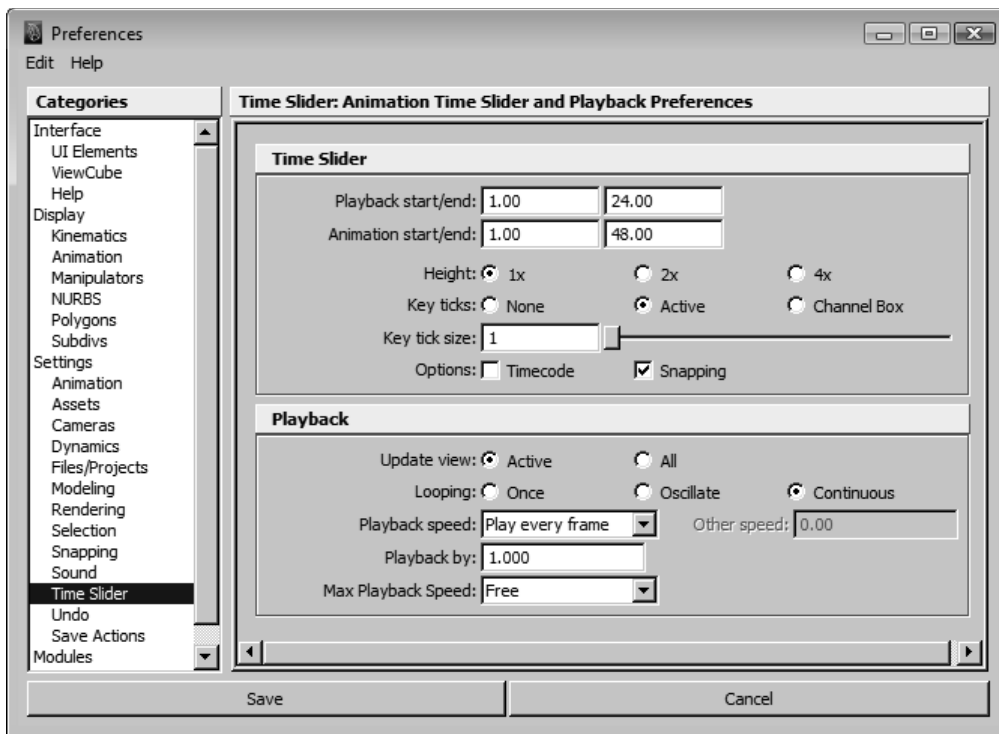 Preferences
Edit Help
Categories
Interface
UI Elements
ViewCube
Help
Display
Kinematics
Animation
Manipulators
NURBS
Polygons
Subdivs
Settings
Animation
Assets
Cameras
Dynamics
Files/Projects
Modeling
Rendering
Selection
Snapping
Sound
Time Slider
Undo
Save Actions
Modules
Time Slider: Animation Time Slider and Playback Preferences
Time Slider
Playback start/end: 1.00 24.00
Animation start/end: 1.00 48.00
Height: 1x 2x 4x
Key ticks: None Active Channel Box
Key tick size: 1
Options: Timecode Snapping
Playback
Update view: Active All
Looping: Once Oscillate Continuous
Playback speed: Play every frame Other speed: 0.00
Playback by: 1.000
Max Playback Speed: Free
Save Cancel